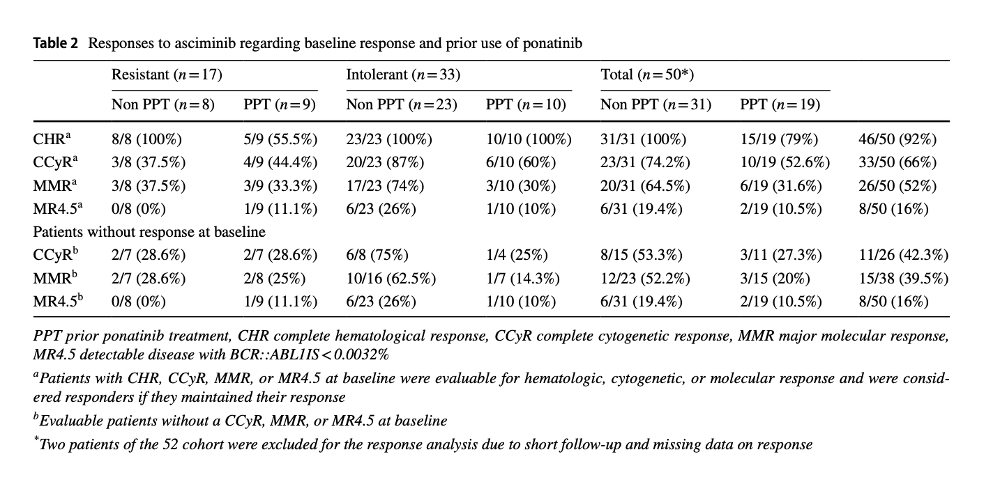 Table 2 Responses to asciminib regarding baseline response and prior use of ponatinib
Resistant (n=17) Intolerant (n=33) Total (n=50*)
Non PPT (n=8) PPT (n=9) Non PPT (n=23) PPT (n=10) Non PPT (n=31) PPT (n=19)
CHRa 8/8 (100%) 5/9 (55.5%) 23/23 (100%) 10/10 (100%) 31/31 (100%) 15/19 (79%) 46/50 (92%)
CCyRa 3/8 (37.5%) 4/9 (44.4%) 20/23 (87%) 6/10 (60%) 23/31 (74.2%) 10/19 (52.6%) 33/50 (66%)
MMRa 3/8 (37.5%) 3/9 (33.3%) 17/23 (74%) 3/10 (30%) 20/31 (64.5%) 6/19 (31.6%) 26/50 (52%)
MR4.5a 0/8 (0%) 1/9 (11.1%) 6/23 (26%) 1/10 (10%) 6/31 (19.4%) 2/19 (10.5%) 8/50 (16%)
Patients without response at baseline
CCyRb 2/7 (28.6%) 2/7 (28.6%) 6/8 (75%) 1/4 (25%) 8/15 (53.3%) 3/11 (27.3%) 11/26 (42.3%)
MMRb 2/7 (28.6%) 2/8 (25%) 10/16 (62.5%) 1/7 (14.3%) 12/23 (52.2%) 3/15 (20%) 15/38 (39.5%)
MR4.5b 0/8 (0%) 1/9 (11.1%) 6/23 (26%) 1/10 (10%) 6/31 (19.4%) 2/19 (10.5%) 8/50 (16%)
PPT prior ponatinib treatment, CHR complete hematological response, CCyR complete cytogenetic response, MMR major molecular response,
MR4.5 detectable disease with BCR::ABL1IS<0.0032%
aPatients with CHR, CCyR, MMR, or MR4.5 at baseline were evaluable for hematologic, cytogenetic, or molecular response and were consid-
ered responders if they maintained their response
bEvaluable patients without a CCyR, MMR, or MR4.5 at baseline
*Two patients of the 52 cohort were excluded for the response analysis due to short follow-up and missing data on response